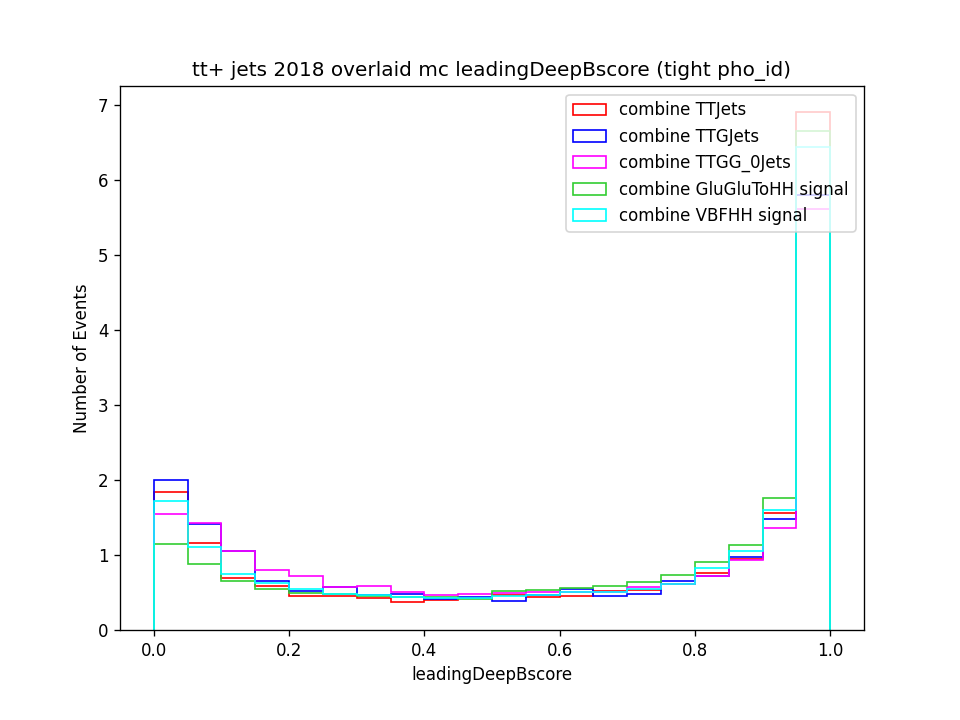 tt+ jets 2018 overlaid mc leadingDeepBscore (tight pho_id)
combine TTJets
combine TTGJets
combine TTGG_0Jets
combine GluGluToHH signal
combine VBFHH signal
Number of Events
7
6
5
4
3
2
1
0
0.0 0.2 0.4 0.6 0.8 1.0
leadingDeepBscore